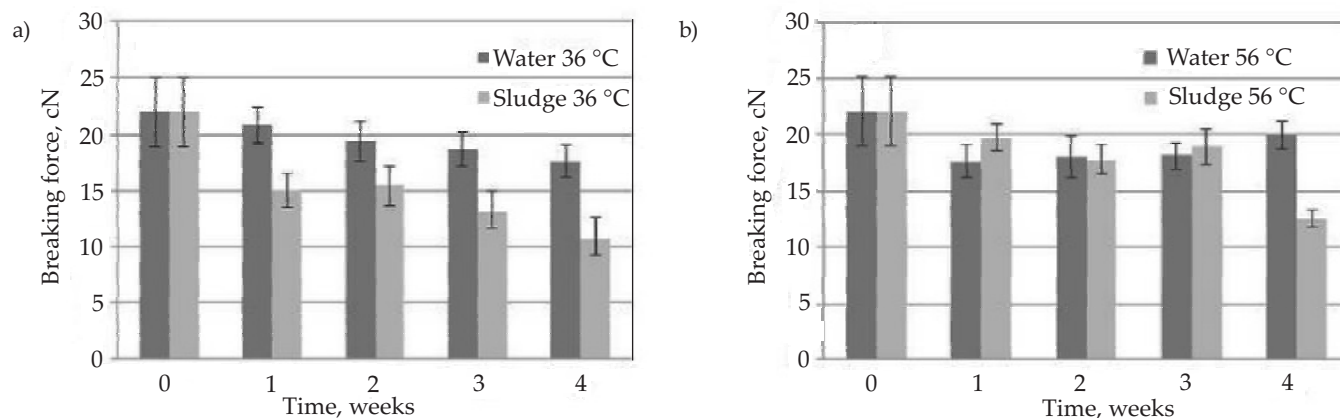 a)
30
25
20
15
10
5
0
Breaking force, cN
Water 36 °C
Sludge 36 °C
0 1 2 3 4
Time, weeks
b)
30
25
20
15
10
5
0
Breaking force, cN
Water 56 °C
Sludge 56 °C
0 1 2 3 4
Time, weeks